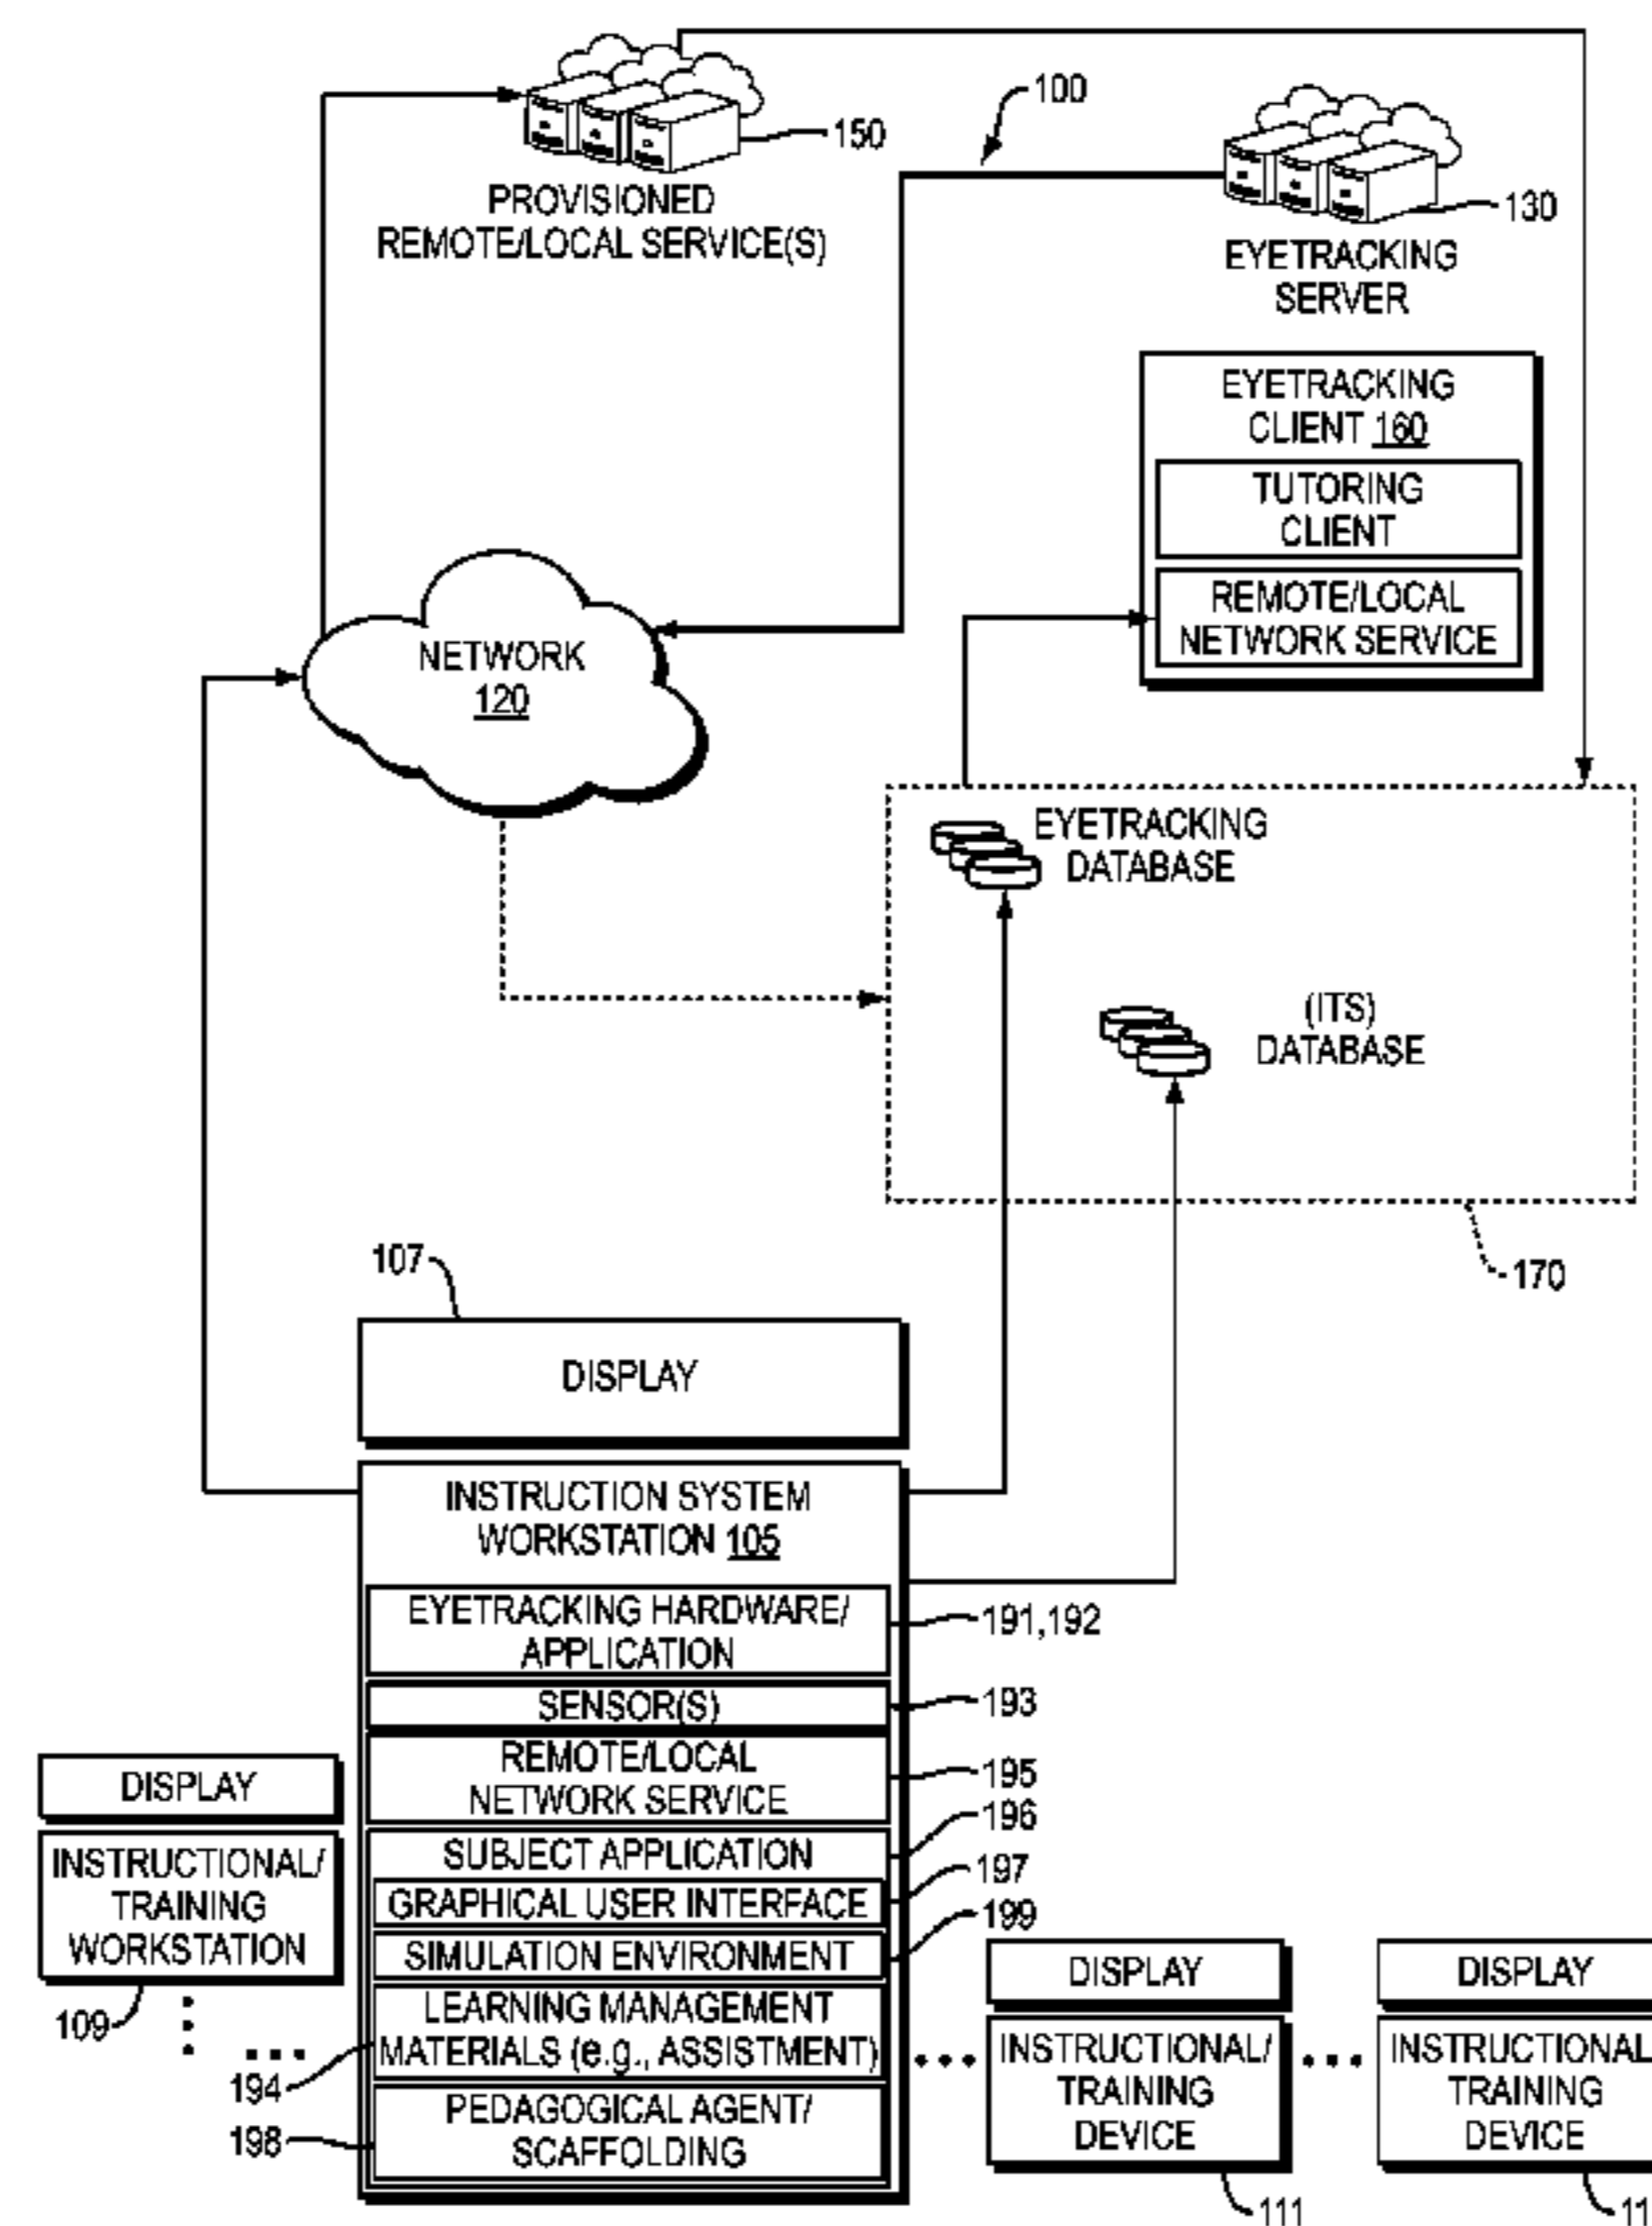 100
150
PROVISIONED
REMOTE/LOCAL SERVICE(S)
130
EYETRACKING
SERVER
EYETRACKING
CLIENT 160
TUTORING
CLIENT
REMOTE/LOCAL
NETWORK SERVICE
NETWORK
120
EYETRACKING
DATABASE
(ITS)
DATABASE
170
107
DISPLAY
INSTRUCTION SYSTEM
WORKSTATION 105
EYETRACKING HARDWARE/
APPLICATION
191,192
SENSOR(S)
193
REMOTE/LOCAL
NETWORK SERVICE
195
SUBJECT APPLICATION
196
GRAPHICAL USER INTERFACE
197
SIMULATION ENVIRONMENT
199
LEARNING MANAGEMENT
MATERIALS (e.g., ASSISTMENT)
194
PEDAGOGICAL AGENT/
SCAFFOLDING
198
DISPLAY
INSTRUCTIONAL/
TRAINING
WORKSTATION
109
DISPLAY
INSTRUCTIONAL/
TRAINING
DEVICE
111
DISPLAY
INSTRUCTIONAL
TRAINING
DEVICE